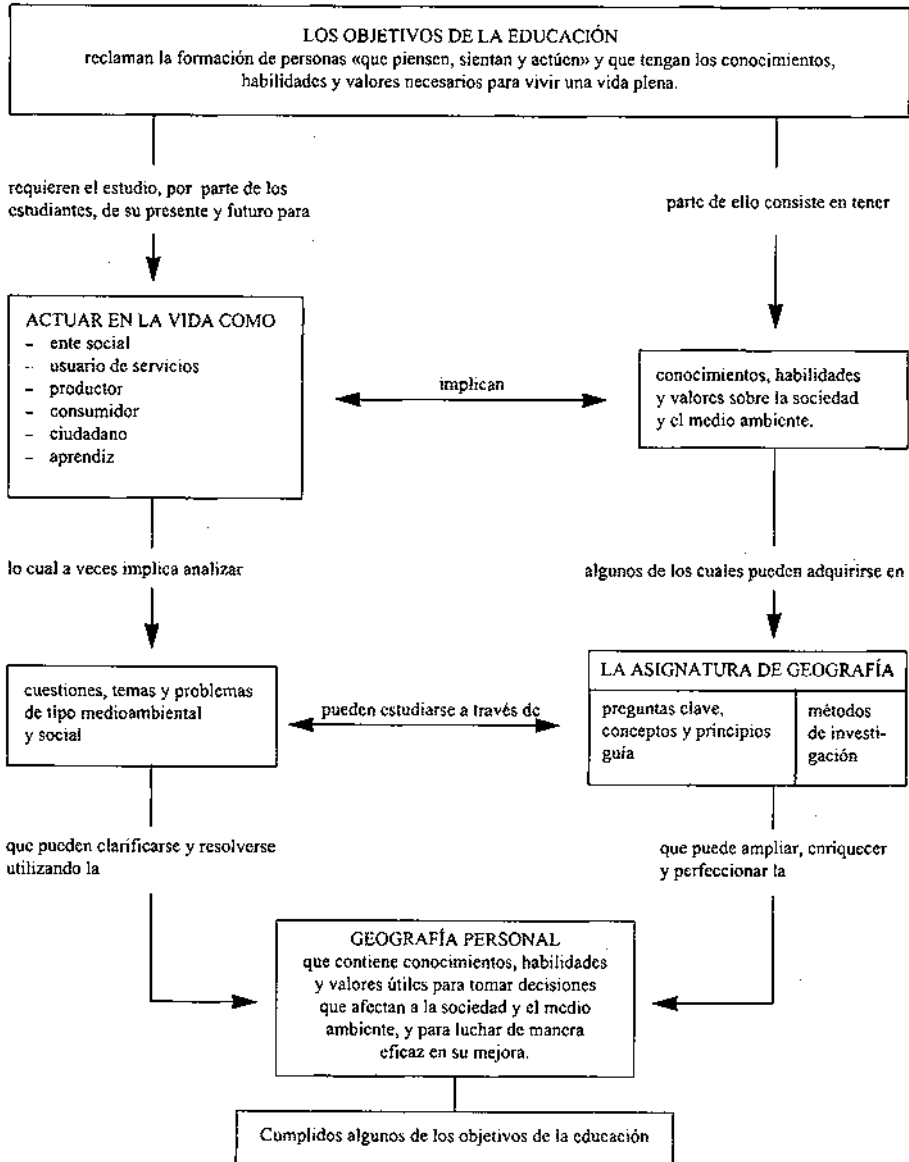 LOS OBJETIVOS DE LA EDUCACIÓN
reclaman la formación de personas «que piensen, sientan y actúen» y que tengan los conocimientos,
habilidades y valores necesarios para vivir una vida plena.
requieren el estudio, por parte de los
estudiantes, de su presente y futuro para
parte de ello consiste en tener
ACTUAR EN LA VIDA COMO
– ente social
– usuario de servicios
– productor
– consumidor
– ciudadano
– aprendiz
implican
conocimientos, habilidades
y valores sobre la sociedad
y el medio ambiente.
lo cual a veces implica analizar
algunos de los cuales pueden adquirirse en
cuestiones, temas y problemas
de tipo medioambiental
y social
pueden estudiarse a través de
LA ASIGNATURA DE GEOGRAFÍA
preguntas clave,
conceptos y principios
guía
métodos
de investi-
gación
que pueden clarificarse y resolverse
utilizando la
que puede ampliar, enriquecer
y perfeccionar la
GEOGRAFÍA PERSONAL
que contiene conocimientos, habilidades
y valores útiles para tomar decisiones
que afectan a la sociedad y el medio
ambiente, y para luchar de manera
eficaz en su mejora.
Cumplidos algunos de los objetivos de la educación